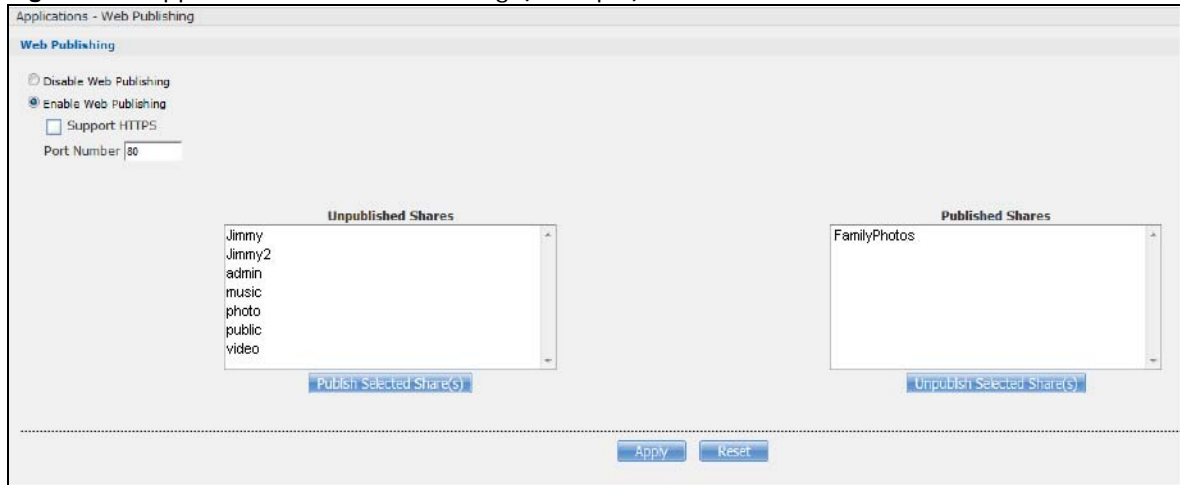 Applications - Web Publishing
Web Publishing
Disable Web Publishing
Enable Web Publishing
Support HTTPS
Port Number 80
Unpublished Shares
Jimmy
Jimmy2
admin
music
photo
public
video
Publish Selected Share(s)
Published Shares
FamilyPhotos
Unpublish Selected Share(s)
Apply Reset